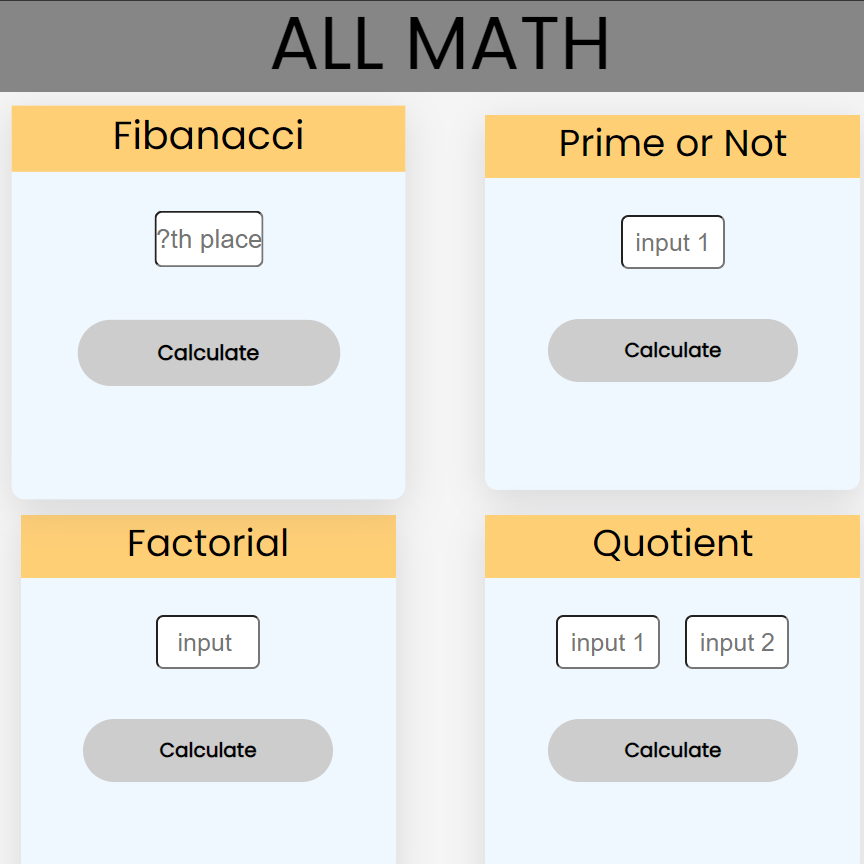 ALL MATH
Fibanacci
?th place
Calculate
Prime or Not
input 1
Calculate
Factorial
input
Calculate
Quotient
input 1 input 2
Calculate